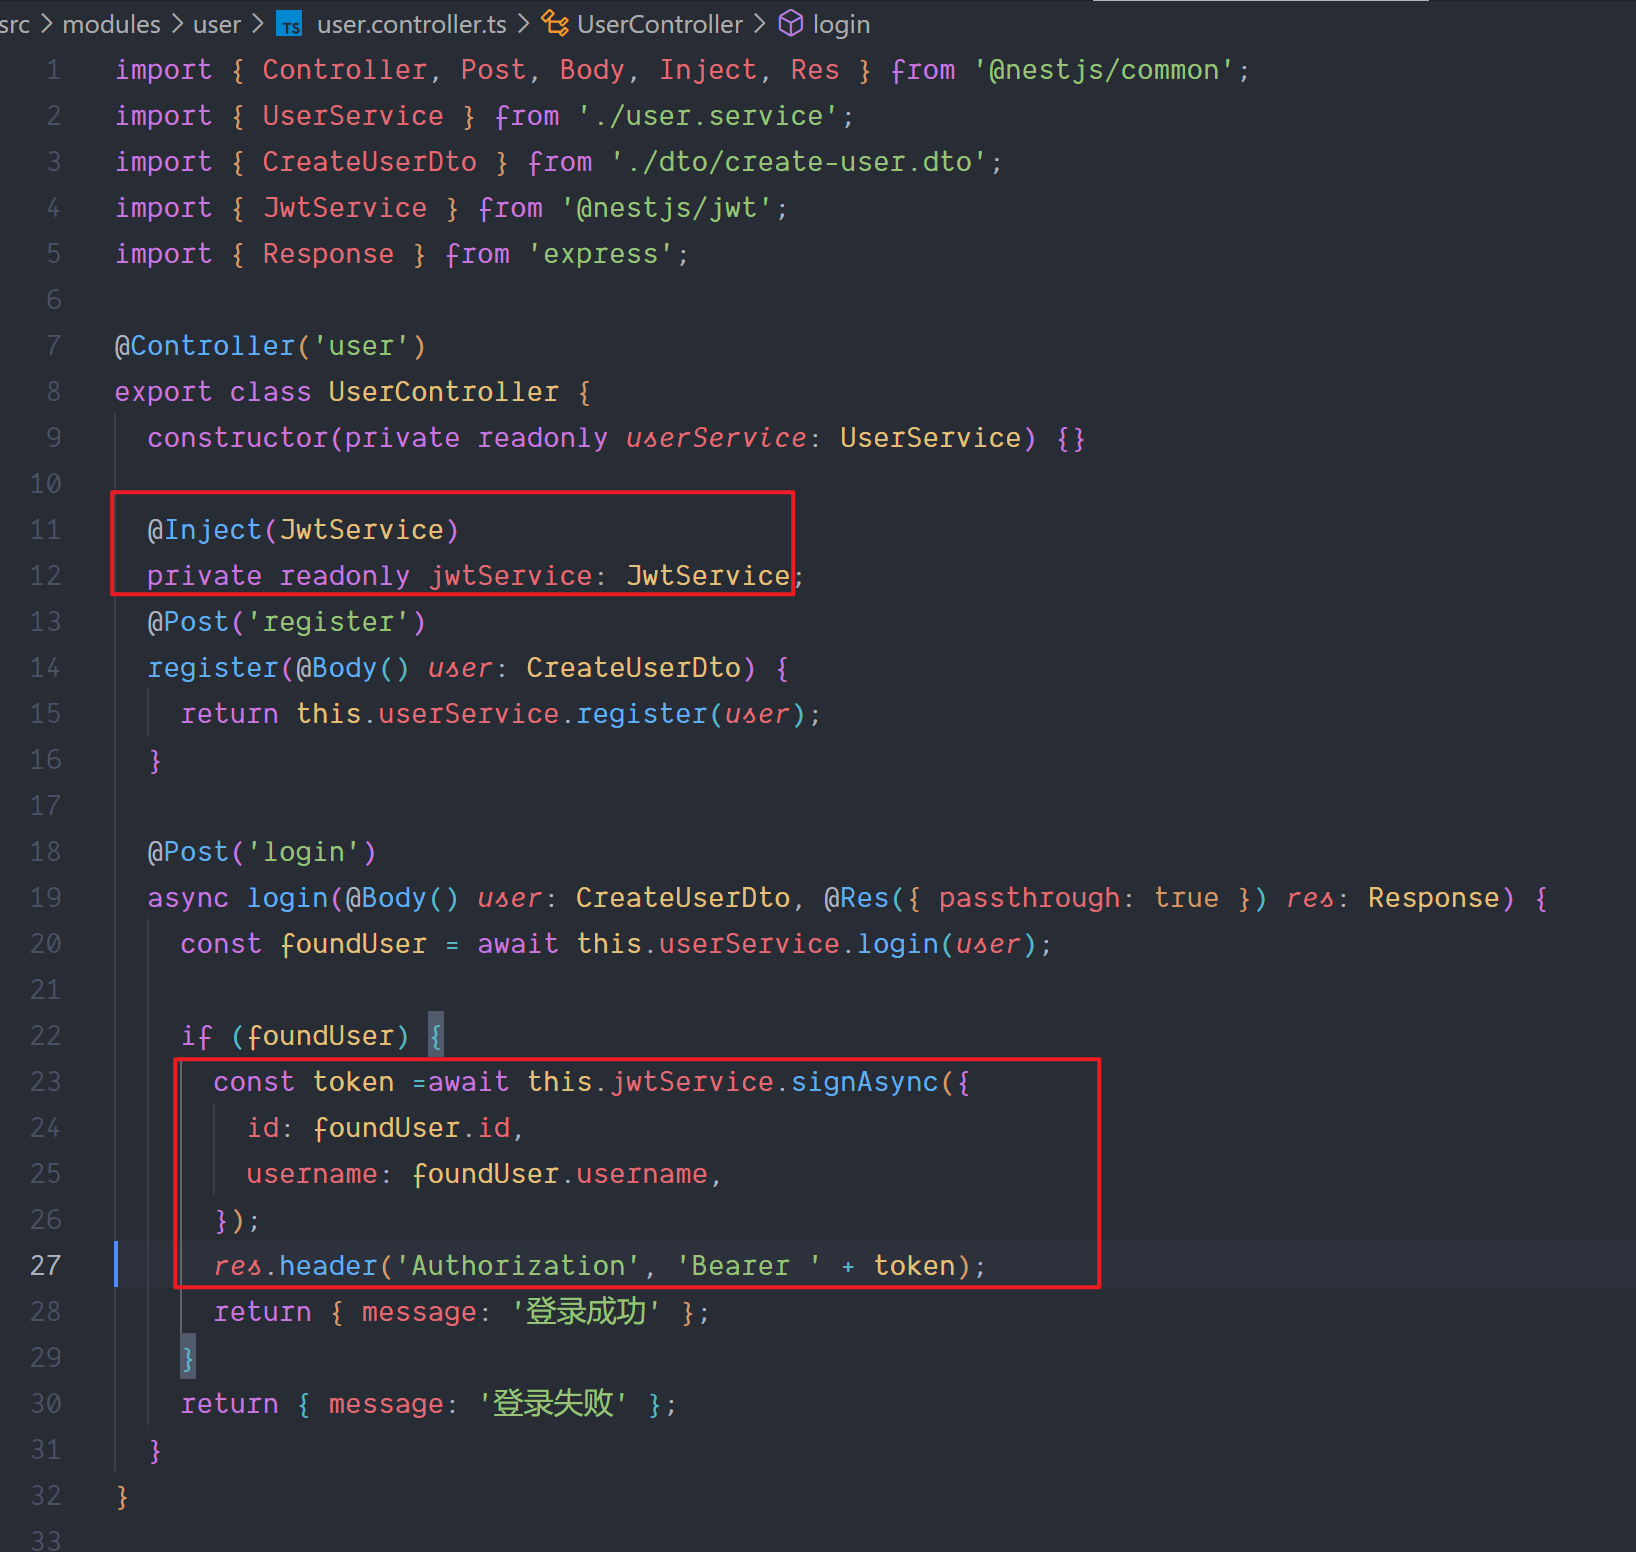 src > modules > user > TS user.controller.ts > UserController > login
1 import { Controller, Post, Body, Inject, Res } from '@nestjs/common';
2 import { UserService } from './user.service';
3 import { CreateUserDto } from './dto/create-user.dto';
4 import { JwtService } from '@nestjs/jwt';
5 import { Response } from 'express';
6
7 @Controller('user')
8 export class UserController {
9   constructor(private readonly userService: UserService) {}
10
11   @Inject(JwtService)
12   private readonly jwtService: JwtService;
13   @Post('register')
14   register(@Body() user: CreateUserDto) {
15     return this.userService.register(user);
16   }
17
18   @Post('login')
19   async login(@Body() user: CreateUserDto, @Res({ passthrough: true }) res: Response) {
20     const foundUser = await this.userService.login(user);
21
22     if (foundUser) {
23       const token =await this.jwtService.signAsync({
24         id: foundUser.id,
25         username: foundUser.username,
26       });
27       res.header('Authorization', 'Bearer ' + token);
28       return { message: '登录成功' };
29     }
30     return { message: '登录失败' };
31   }
32 }
33